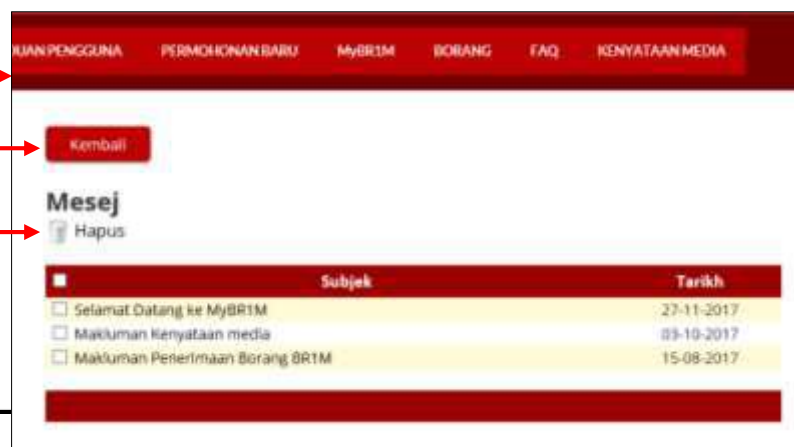 UAN PENGGUNA PERMOHONAN BARU MyBR1M BORANG FAQ KENYATAAN MEDIA
Kembali
Mesej
Hapus
Subjek Tarikh
Selamat Datang ke MyBR1M 27-11-2017
Makluman Kenyataan media 03-10-2017
Makluman Penerimaan Borang BR1M 15-08-2017